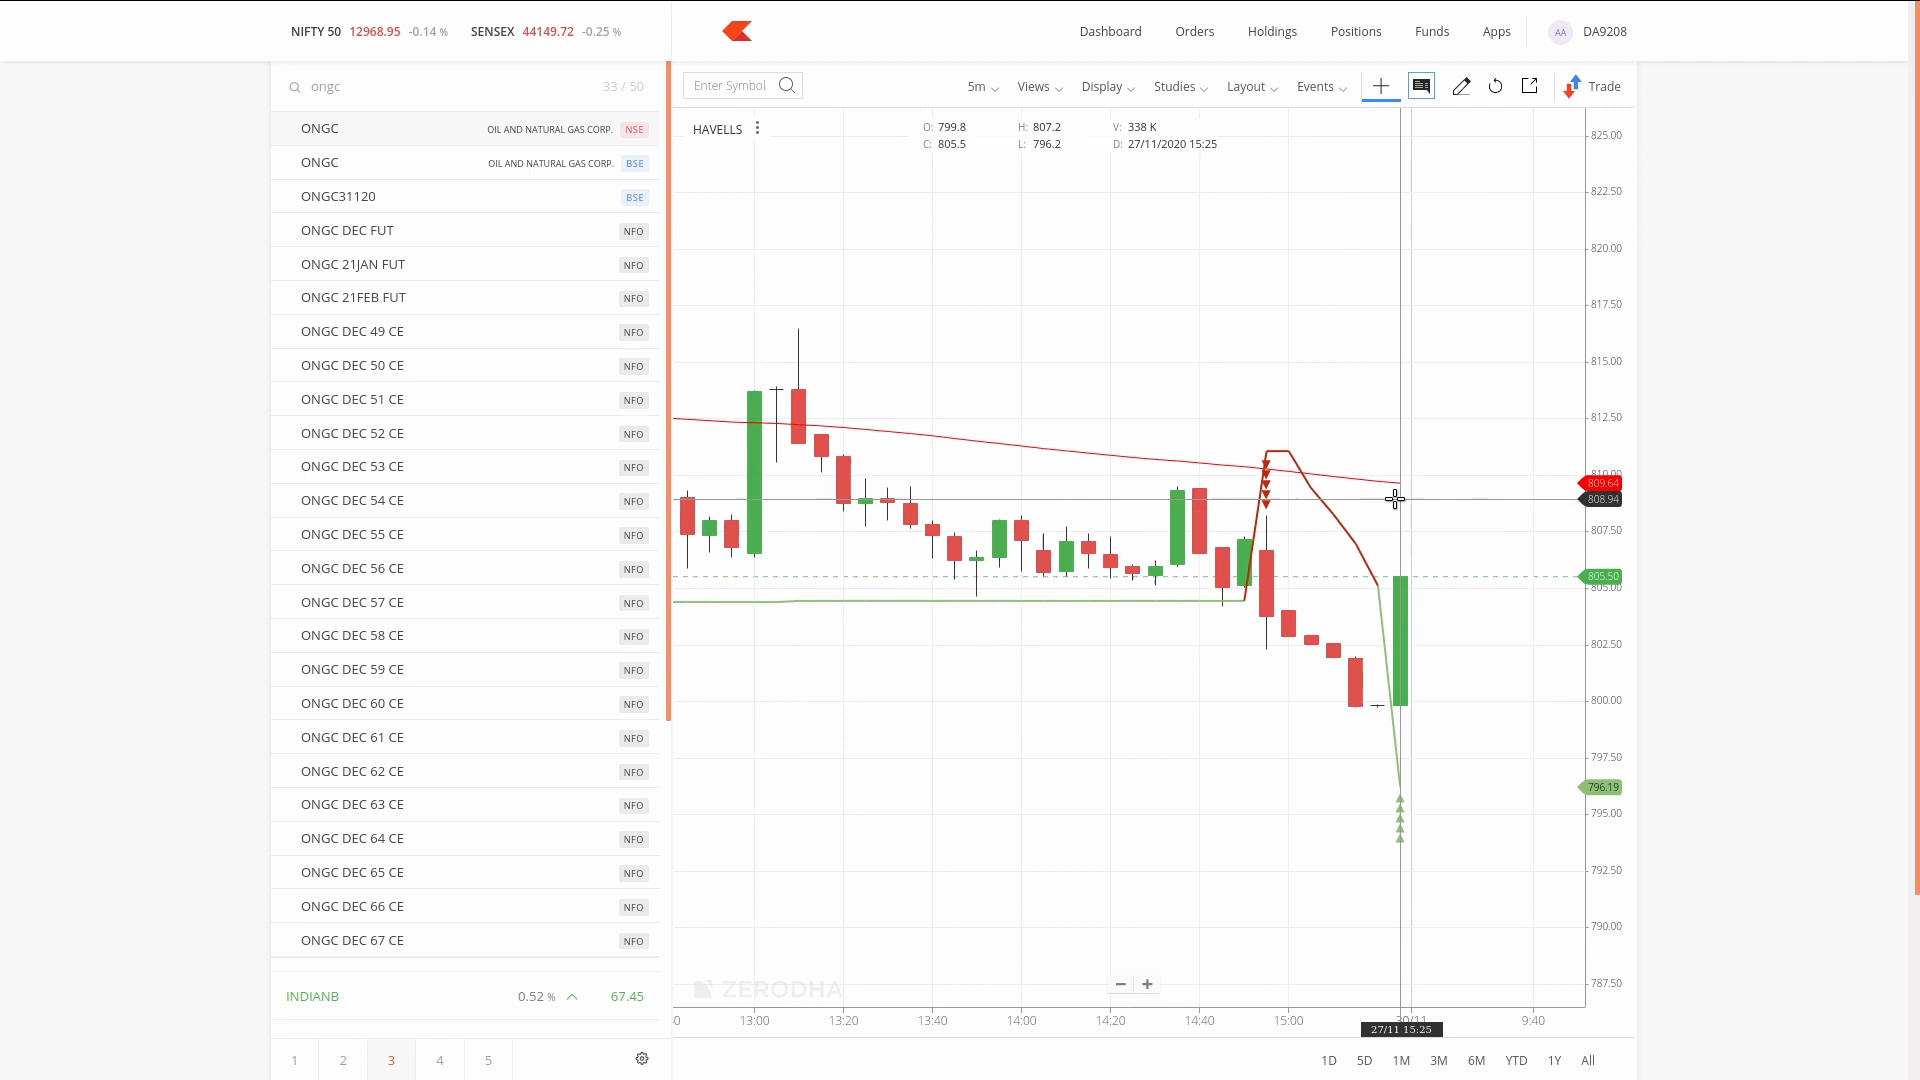 NIFTY 50 12968.95 -0.14 % SENSEX 44149.72 -0.25 %
Dashboard Orders Holdings Positions Funds Apps AA DA9208
ongc 33 / 50
Enter Symbol 5m Views Display Studies Layout Events Trade
ONGC OIL AND NATURAL GAS CORP. NSE
ONGC OIL AND NATURAL GAS CORP. BSE
ONGC31120 BSE
ONGC DEC FUT NFO
ONGC 21JAN FUT NFO
ONGC 21FEB FUT NFO
ONGC DEC 49 CE NFO
ONGC DEC 50 CE NFO
ONGC DEC 51 CE NFO
ONGC DEC 52 CE NFO
ONGC DEC 53 CE NFO
ONGC DEC 54 CE NFO
ONGC DEC 55 CE NFO
ONGC DEC 56 CE NFO
ONGC DEC 57 CE NFO
ONGC DEC 58 CE NFO
ONGC DEC 59 CE NFO
ONGC DEC 60 CE NFO
ONGC DEC 61 CE NFO
ONGC DEC 62 CE NFO
ONGC DEC 63 CE NFO
ONGC DEC 64 CE NFO
ONGC DEC 65 CE NFO
ONGC DEC 66 CE NFO
ONGC DEC 67 CE NFO
INDIANB 0.52 % 67.45
1 2 3 4 5
HAVELLS
O: 799.8 H: 807.2 V: 338 K
C: 805.5 L: 796.2 D: 27/11/2020 15:25
825.00
822.50
820.00
817.50
815.00
812.50
810.00
809.64
808.94
807.50
805.50
805.00
802.50
800.00
797.50
796.19
795.00
792.50
790.00
787.50
ZERODHA
0 13:00 13:20 13:40 14:00 14:20 14:40 15:00 30/11 9:40
27/11 15:25
1D 5D 1M 3M 6M YTD 1Y All